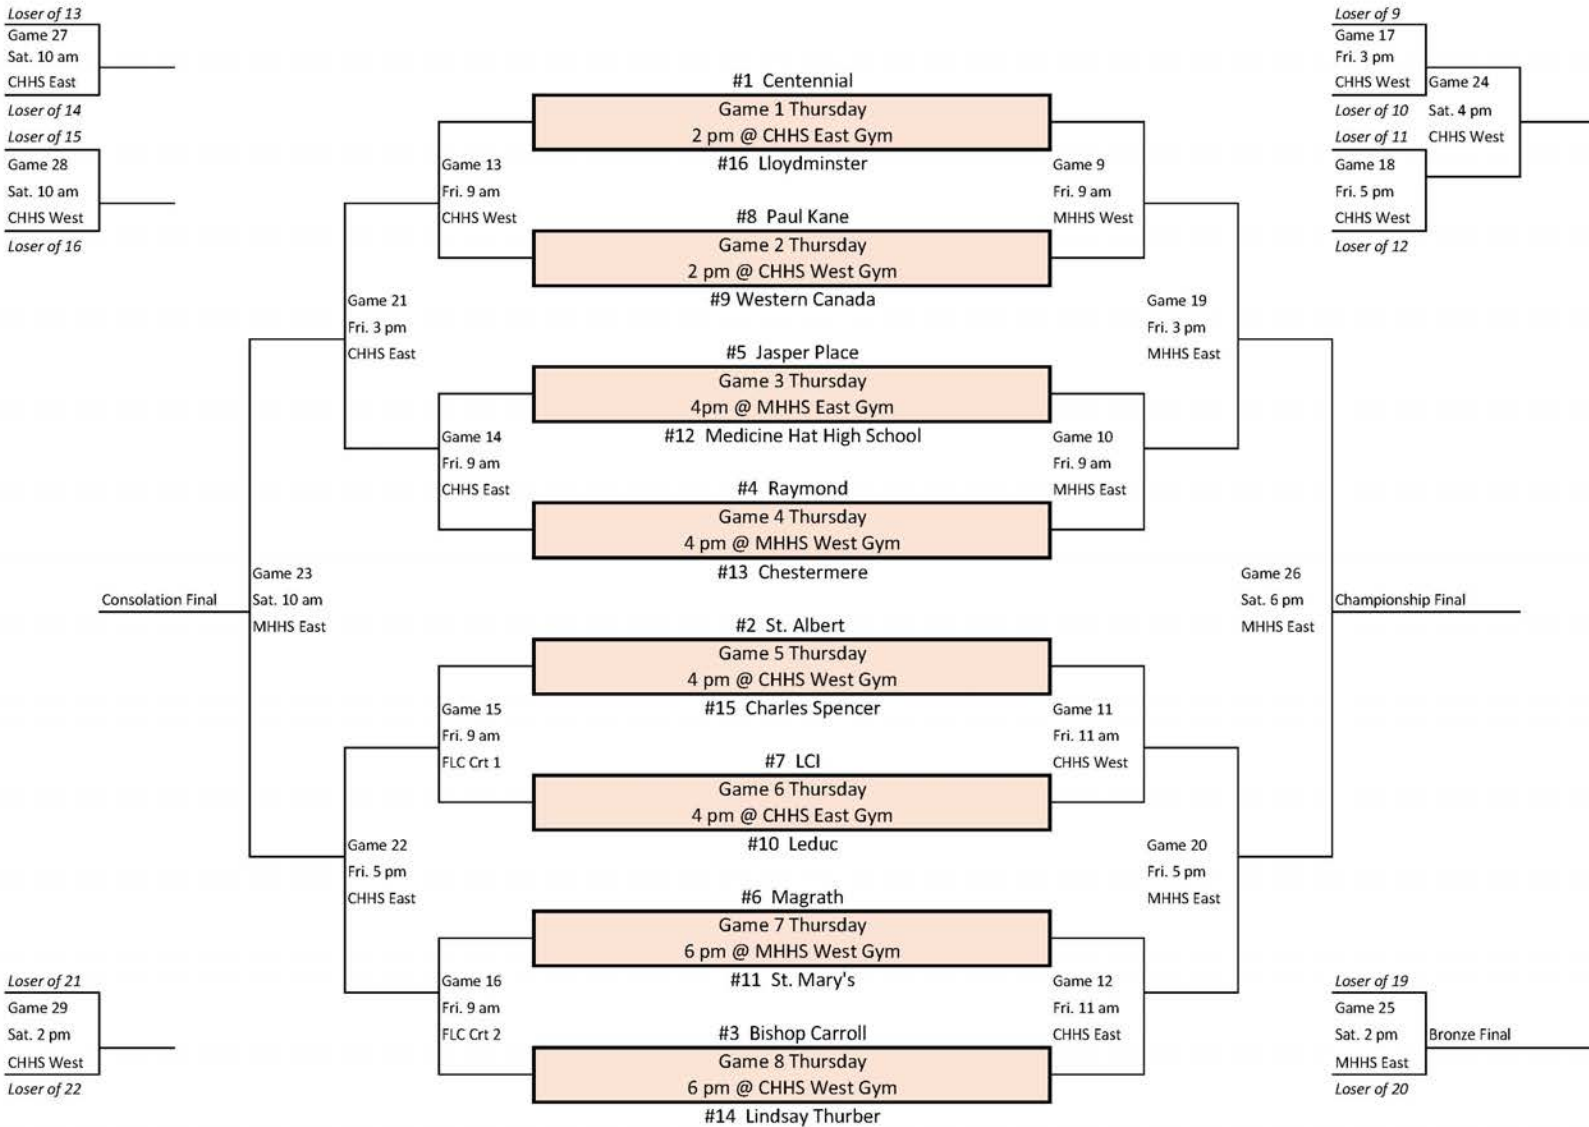 Loser of 13
Game 27
Sat. 10 am
CHHS East
Loser of 14
Loser of 15
Game 28
Sat. 10 am
CHHS West
Loser of 16
Consolation Final
Game 23
Sat. 10 am
MHHS East
Loser of 21
Game 29
Sat. 2 pm
CHHS West
Loser of 22
Game 21
Fri. 3 pm
CHHS East
Game 22
Fri. 5 pm
CHHS East
Game 13
Fri. 9 am
CHHS West
Game 14
Fri. 9 am
CHHS East
Game 15
Fri. 9 am
FLC Crt 1
Game 16
Fri. 9 am
FLC Crt 2
#1 Centennial
Game 1 Thursday
2 pm @ CHHS East Gym
#16 Lloydminster
#8 Paul Kane
Game 2 Thursday
2 pm @ CHHS West Gym
#9 Western Canada
#5 Jasper Place
Game 3 Thursday
4pm @ MHHS East Gym
#12 Medicine Hat High School
#4 Raymond
Game 4 Thursday
4 pm @ MHHS West Gym
#13 Chestermere
#2 St. Albert
Game 5 Thursday
4 pm @ CHHS West Gym
#15 Charles Spencer
#7 LCI
Game 6 Thursday
4 pm @ CHHS East Gym
#10 Leduc
#6 Magrath
Game 7 Thursday
6 pm @ MHHS West Gym
#11 St. Mary's
#3 Bishop Carroll
Game 8 Thursday
6 pm @ CHHS West Gym
#14 Lindsay Thurber
Game 9
Fri. 9 am
MHHS West
Game 10
Fri. 9 am
MHHS East
Game 11
Fri. 11 am
CHHS West
Game 12
Fri. 11 am
CHHS East
Game 19
Fri. 3 pm
MHHS East
Game 20
Fri. 5 pm
MHHS East
Game 26
Sat. 6 pm
MHHS East
Championship Final
Loser of 9
Game 17
Fri. 3 pm
CHHS West
Loser of 10
Loser of 11
Game 18
Fri. 5 pm
CHHS West
Loser of 12
Game 24
Sat. 4 pm
CHHS West
Loser of 19
Game 25
Sat. 2 pm
MHHS East
Loser of 20
Bronze Final